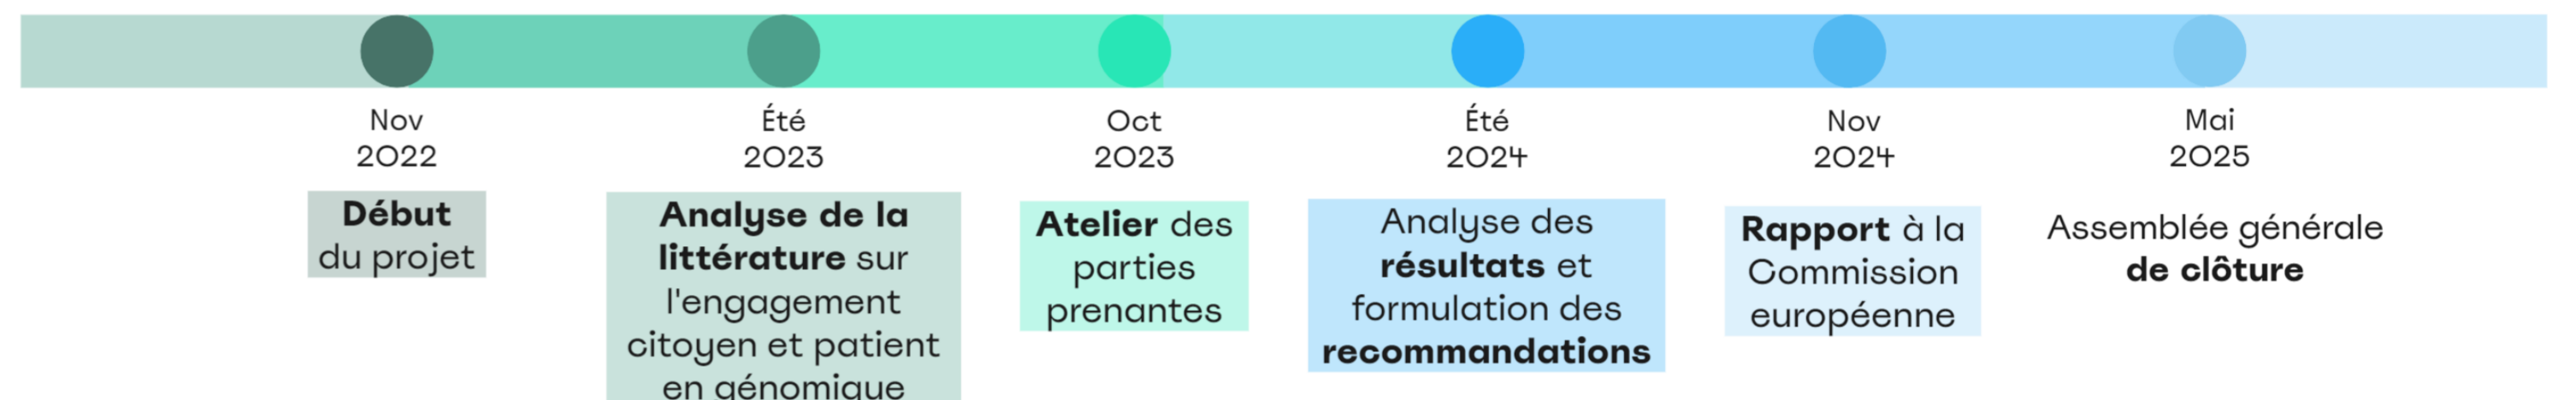 Nov
2022
Début
du projet
Été
2023
Analyse de la
littérature sur
l'engagement
citoyen et patient
en génomique
Oct
2023
Atelier des
parties
prenantes
Été
2024
Analyse des
résultats et
formulation des
recommandations
Nov
2024
Rapport à la
Commission
européenne
Mai
2025
Assemblée générale
de clôture